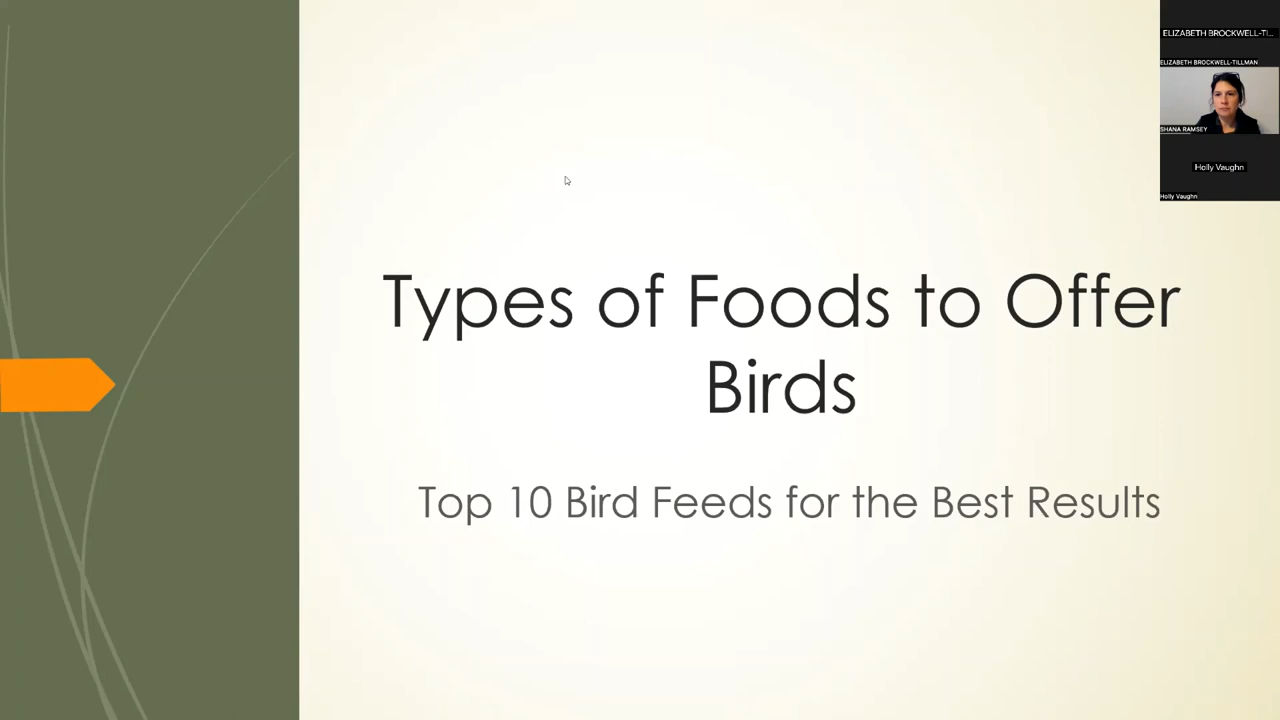 ELIZABETH BROCKWELL-TI...
ELIZABETH BROCKWELL-TILLMAN
SHANA RAMSEY
Holly Vaughn
Holly Vaughn
Types of Foods to Offer
Birds
Top 10 Bird Feeds for the Best Results